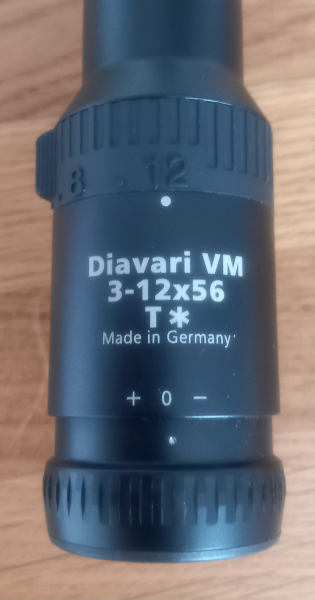 .8 . 12
Diavari VM
3-12x56
T*
Made in Germany
+ 0 -